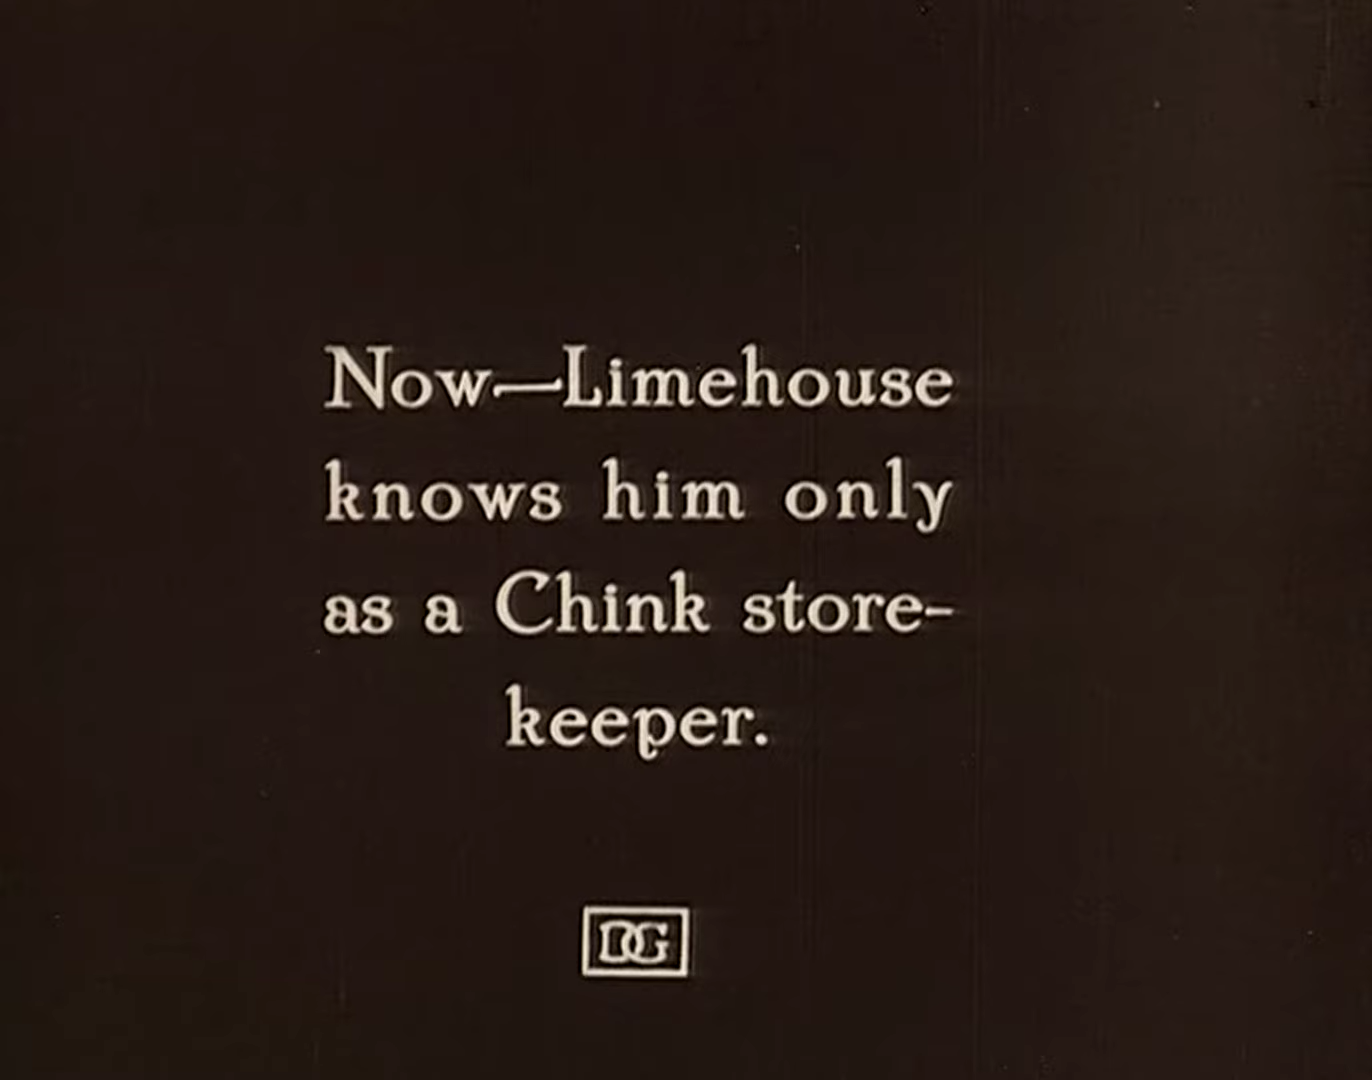 Now—Limehouse
knows him only
as a Chink store-
keeper.
DG